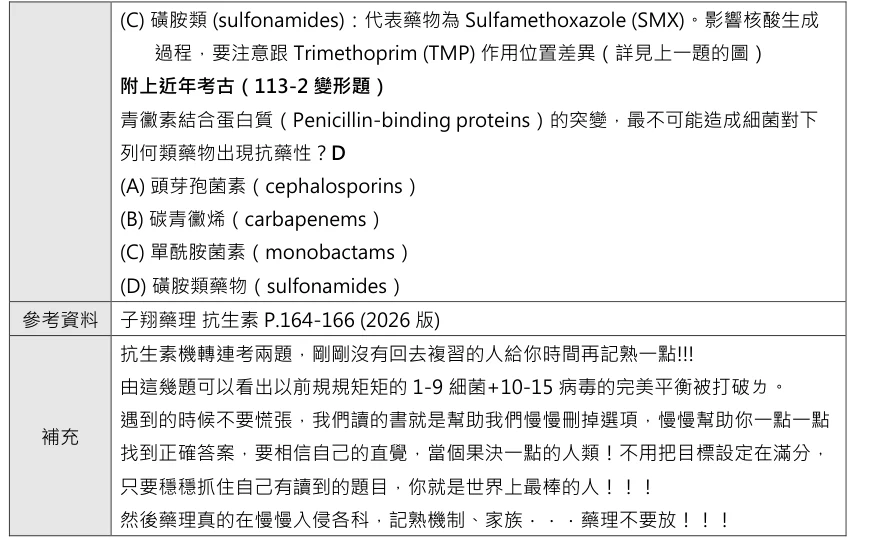 (C) 磺胺類 (sulfonamides)：代表藥物為 Sulfamethoxazole (SMX)。影響核酸生成
過程，要注意跟 Trimethoprim (TMP) 作用位置差異（詳見上一題的圖）
附上近年考古（113-2 變形題）
青黴素結合蛋白質（Penicillin-binding proteins）的突變，最不可能造成細菌對下
列何類藥物出現抗藥性？D
(A) 頭芽孢菌素（cephalosporins）
(B) 碳青黴烯（carbapenems）
(C) 單酰胺菌素（monobactams）
(D) 磺胺類藥物（sulfonamides）
參考資料 子翔藥理 抗生素 P.164-166 (2026 版)
補充
抗生素機轉連考兩題，剛剛沒有回去複習的人給你時間再記熟一點!!!
由這幾題可以看出以前規規矩矩的 1-9 細菌+10-15 病毒的完美平衡被打破ㄌ。
遇到的時候不要慌張，我們讀的書就是幫助我們慢慢刪掉選項，慢慢幫助你一點一點
找到正確答案，要相信自己的直覺，當個果決一點的人類！不用把目標設定在滿分，
只要穩穩抓住自己有讀到的題目，你就是世界上最棒的人！！！
然後藥理真的在慢慢入侵各科，記熟機制、家族．．．藥理不要放！！！